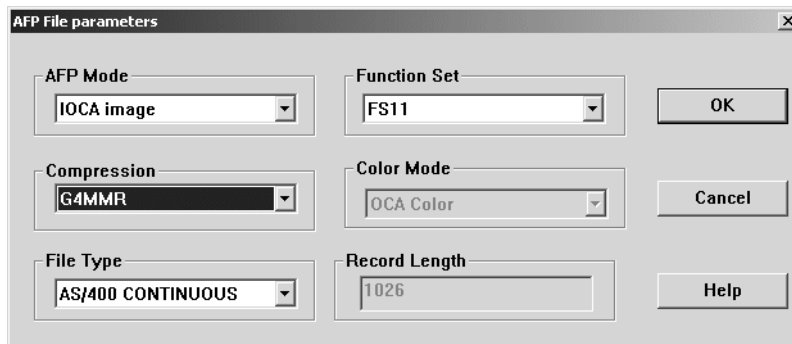 AFP File parameters
AFP Mode
IOCA image
Function Set
FS11
OK
Compression
G4MMR
Color Mode
OCA Color
Cancel
File Type
AS/400 CONTINUOUS
Record Length
1026
Help